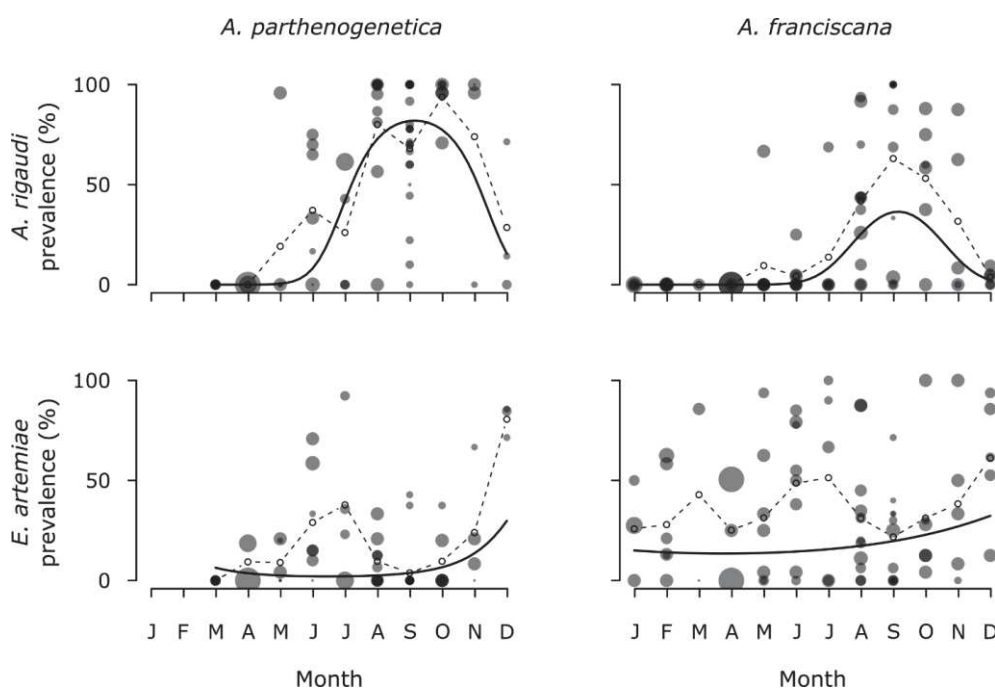 A. parthenogenetica
A. franciscana
A. rigaudi
prevalence (%)
100
50
0
100
50
0
E. artemiae
prevalence (%)
100
50
0
J F M A M J J A S O N D
Month
100
50
0
J F M A M J J A S O N D
Month